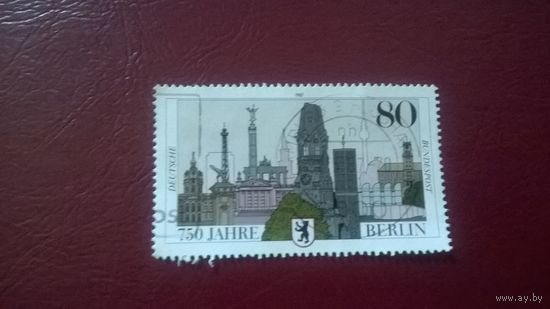 80
DEUTSCHE
BUNDESPOST
750 JAHRE
BERLIN
www.ay.by